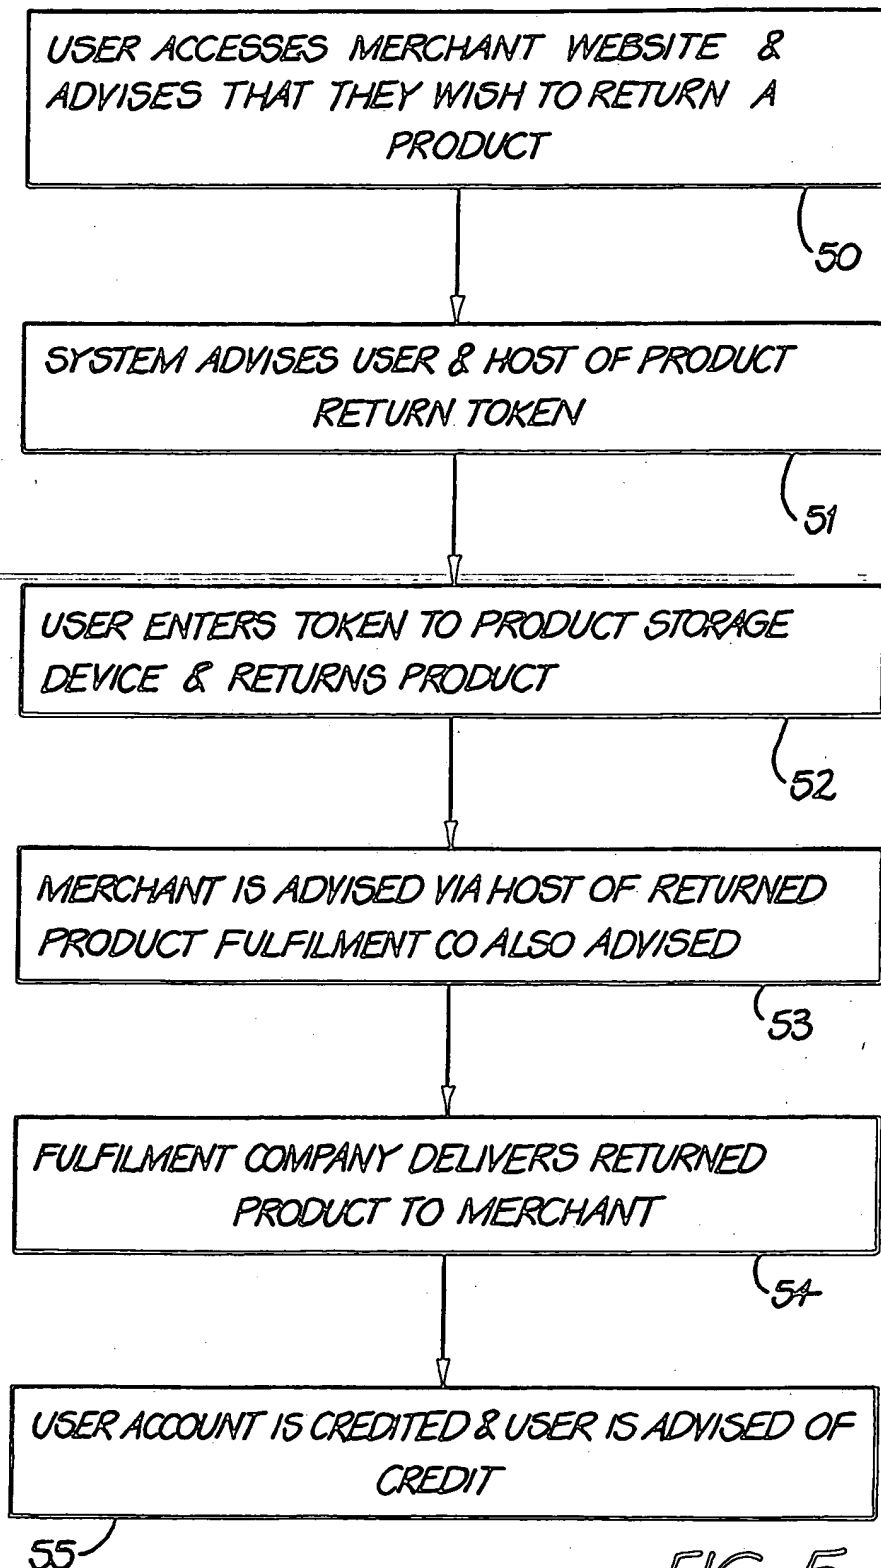 USER ACCESSES MERCHANT WEBSITE &
ADVISES THAT THEY WISH TO RETURN A
PRODUCT
50
SYSTEM ADVISES USER & HOST OF PRODUCT
RETURN TOKEN
51
USER ENTERS TOKEN TO PRODUCT STORAGE
DEVICE & RETURNS PRODUCT
52
MERCHANT IS ADVISED VIA HOST OF RETURNED
PRODUCT FULFILMENT CO ALSO ADVISED
53
FULFILMENT COMPANY DELIVERS RETURNED
PRODUCT TO MERCHANT
54
USER ACCOUNT IS CREDITED & USER IS ADVISED OF
CREDIT
55
FIG. 5